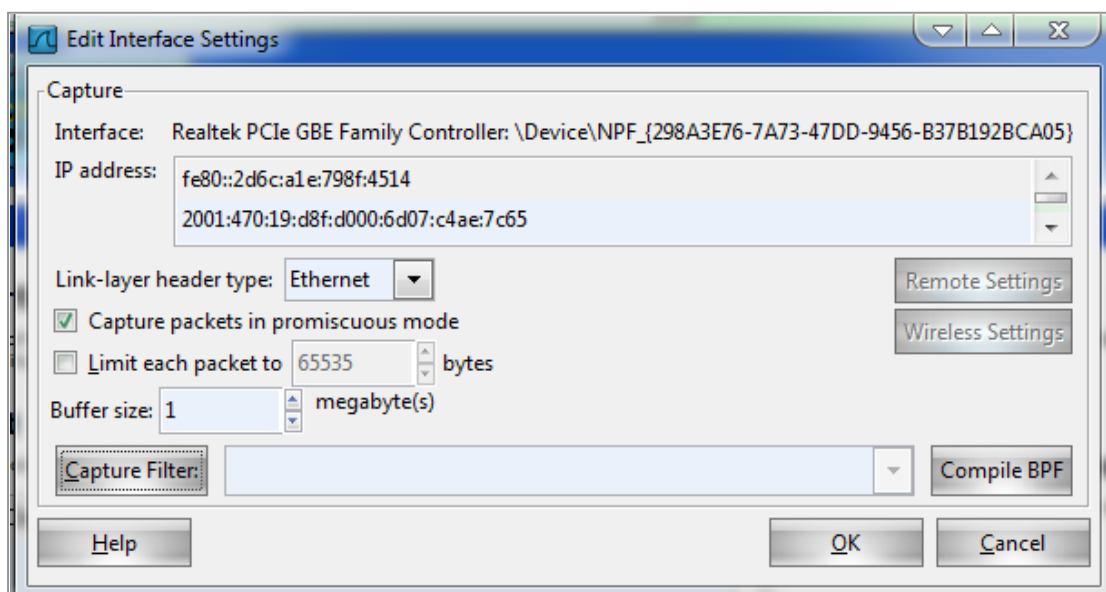 Edit Interface Settings
Capture
Interface: Realtek PCIe GBE Family Controller: \Device\NPF_{298A3E76-7A73-47DD-9456-B37B192BCA05}
IP address: fe80::2d6c:a1e:798f:4514
2001:470:19:d8f:d000:6d07:c4ae:7c65
Link-layer header type: Ethernet
Remote Settings
Capture packets in promiscuous mode
Wireless Settings
Limit each packet to 65535 bytes
Buffer size: 1 megabyte(s)
Capture Filter: Compile BPF
Help OK Cancel